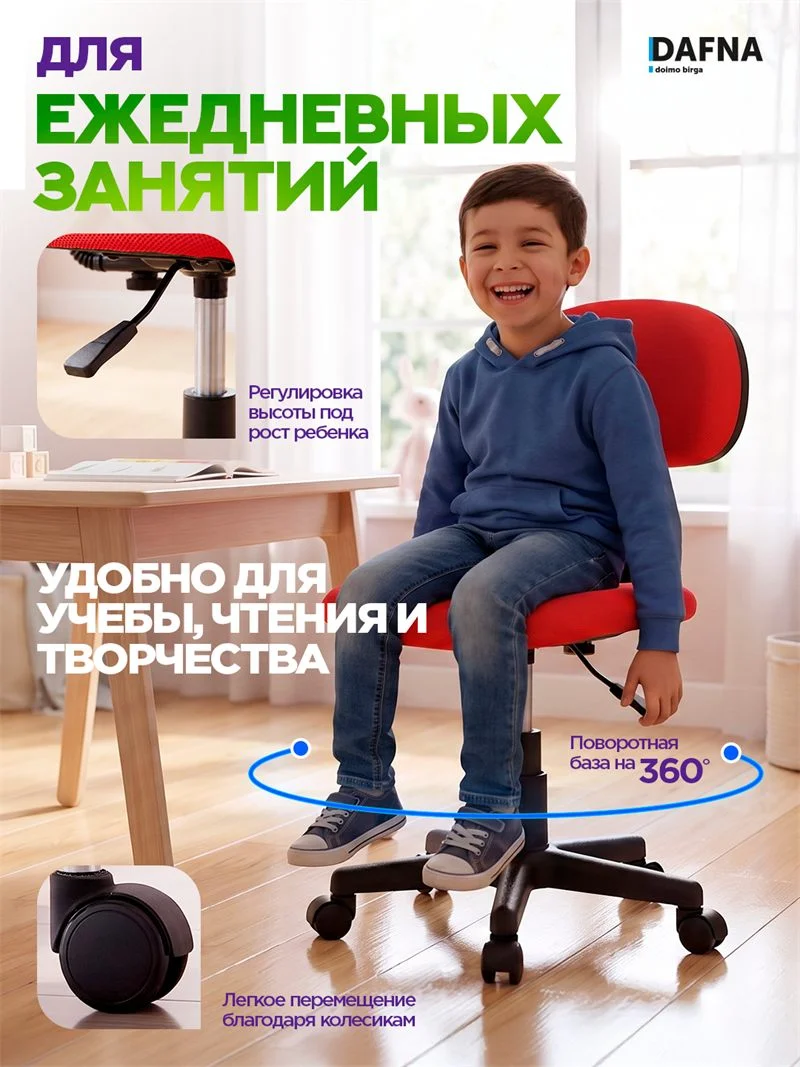 ДЛЯ
ЕЖЕДНЕВНЫХ
ЗАНЯТИЙ
DAFNA
doimo birga
Регулировка
высоты под
рост ребенка
УДОБНО ДЛЯ
УЧЕБЫ, ЧТЕНИЯ И
ТВОРЧЕСТВА
Поворотная
база на 360°
Легкое перемещение
благодаря колесикам